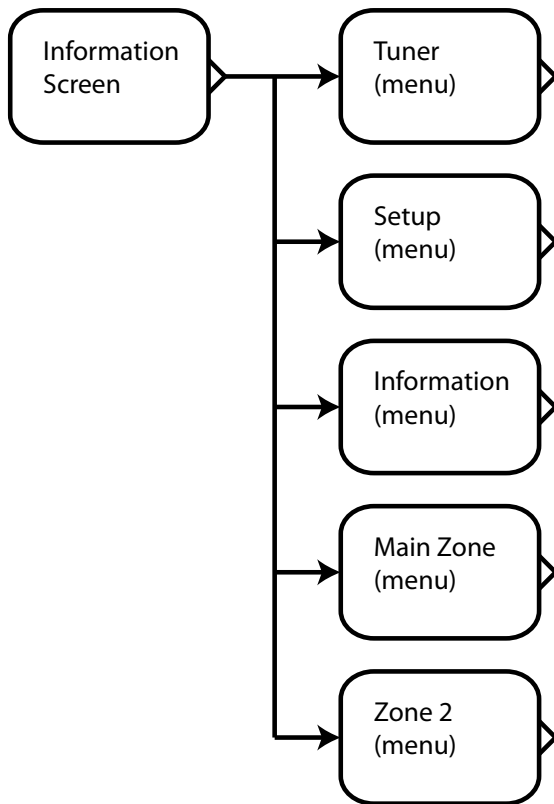 Information
Screen
Tuner
(menu)
Setup
(menu)
Information
(menu)
Main Zone
(menu)
Zone 2
(menu)